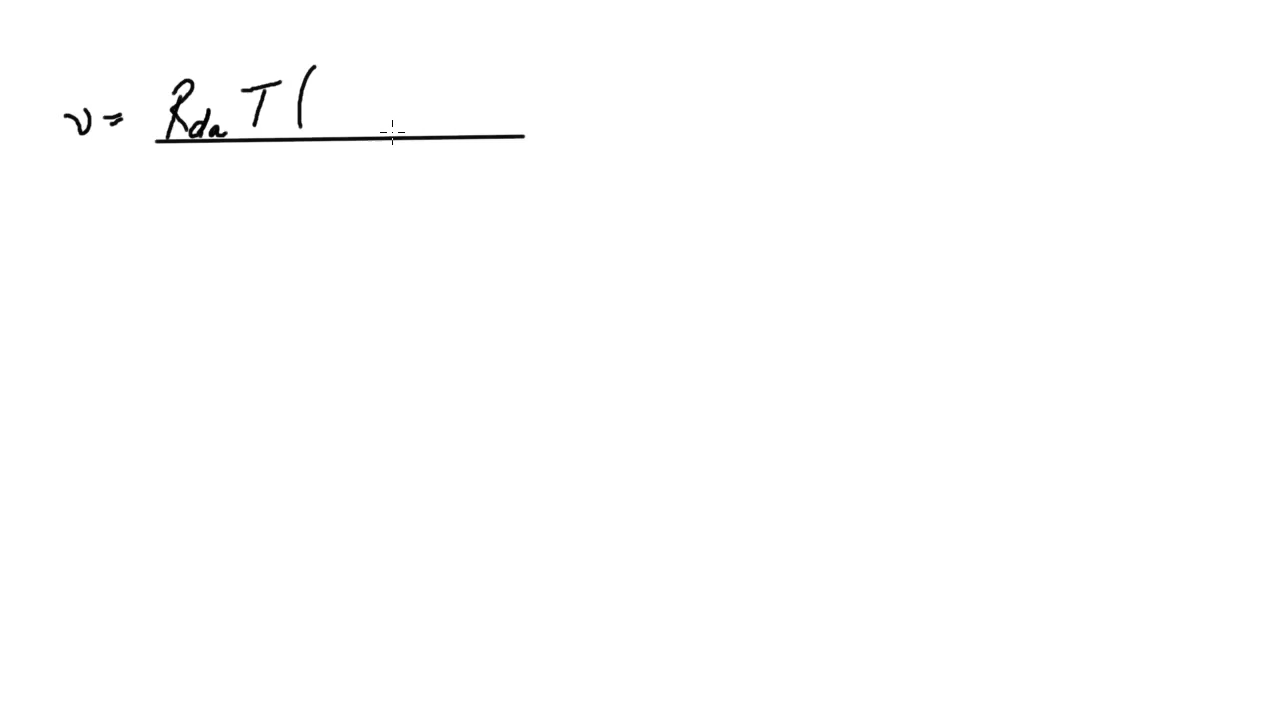 v = R_da T (